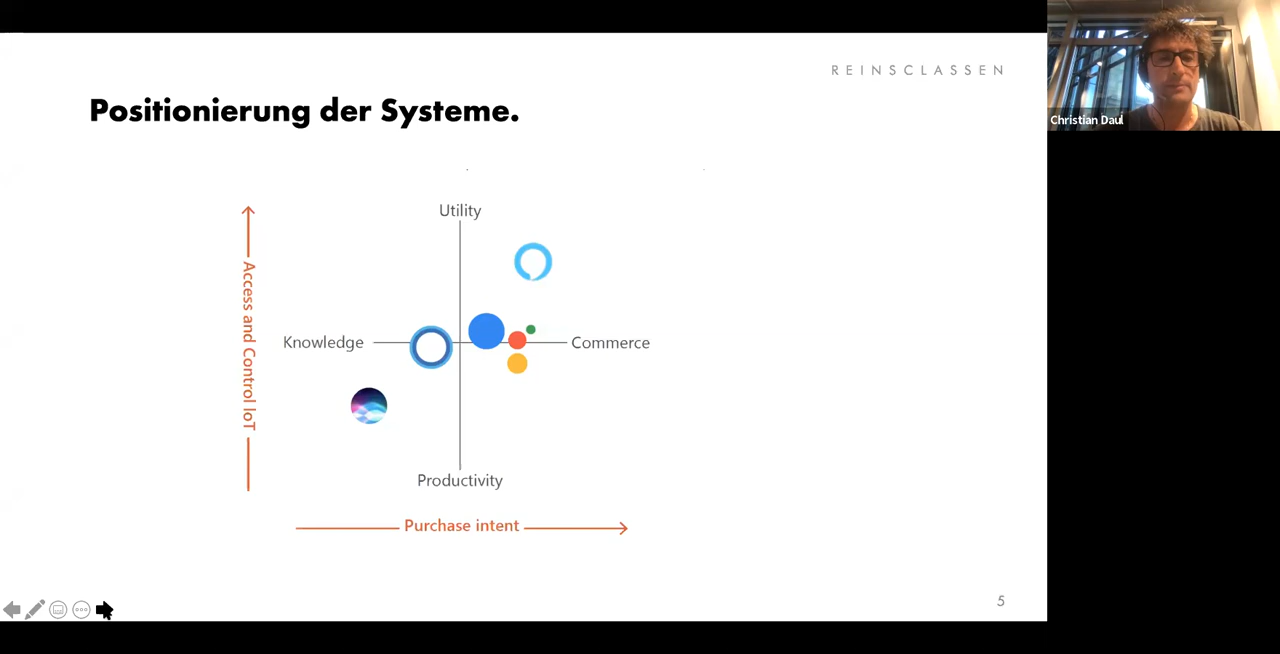 REINSCLASSEN
Positionierung der Systeme.
Christian Daul
Utility
Access and Control IoT
Knowledge
Commerce
Productivity
Purchase intent
5